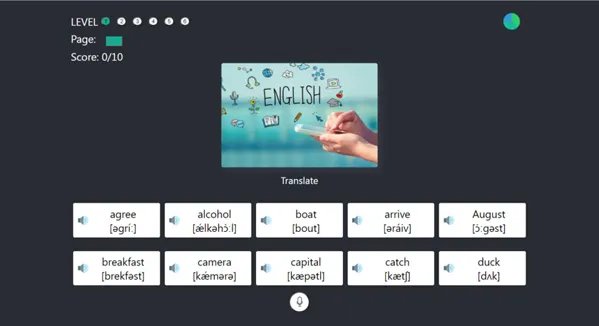 LEVEL 1 2 3 4 5 6
Page:
Score: 0/10
ENGLISH
Translate
agree
[əgríː]
alcohol
[ǽlkəhɔ̀ːl]
boat
[bout]
arrive
[əráiv]
August
[ɔ́ːgəst]
breakfast
[brekfəst]
camera
[kǽmərə]
capital
[kæpətl]
catch
[kætʃ]
duck
[dʌk]